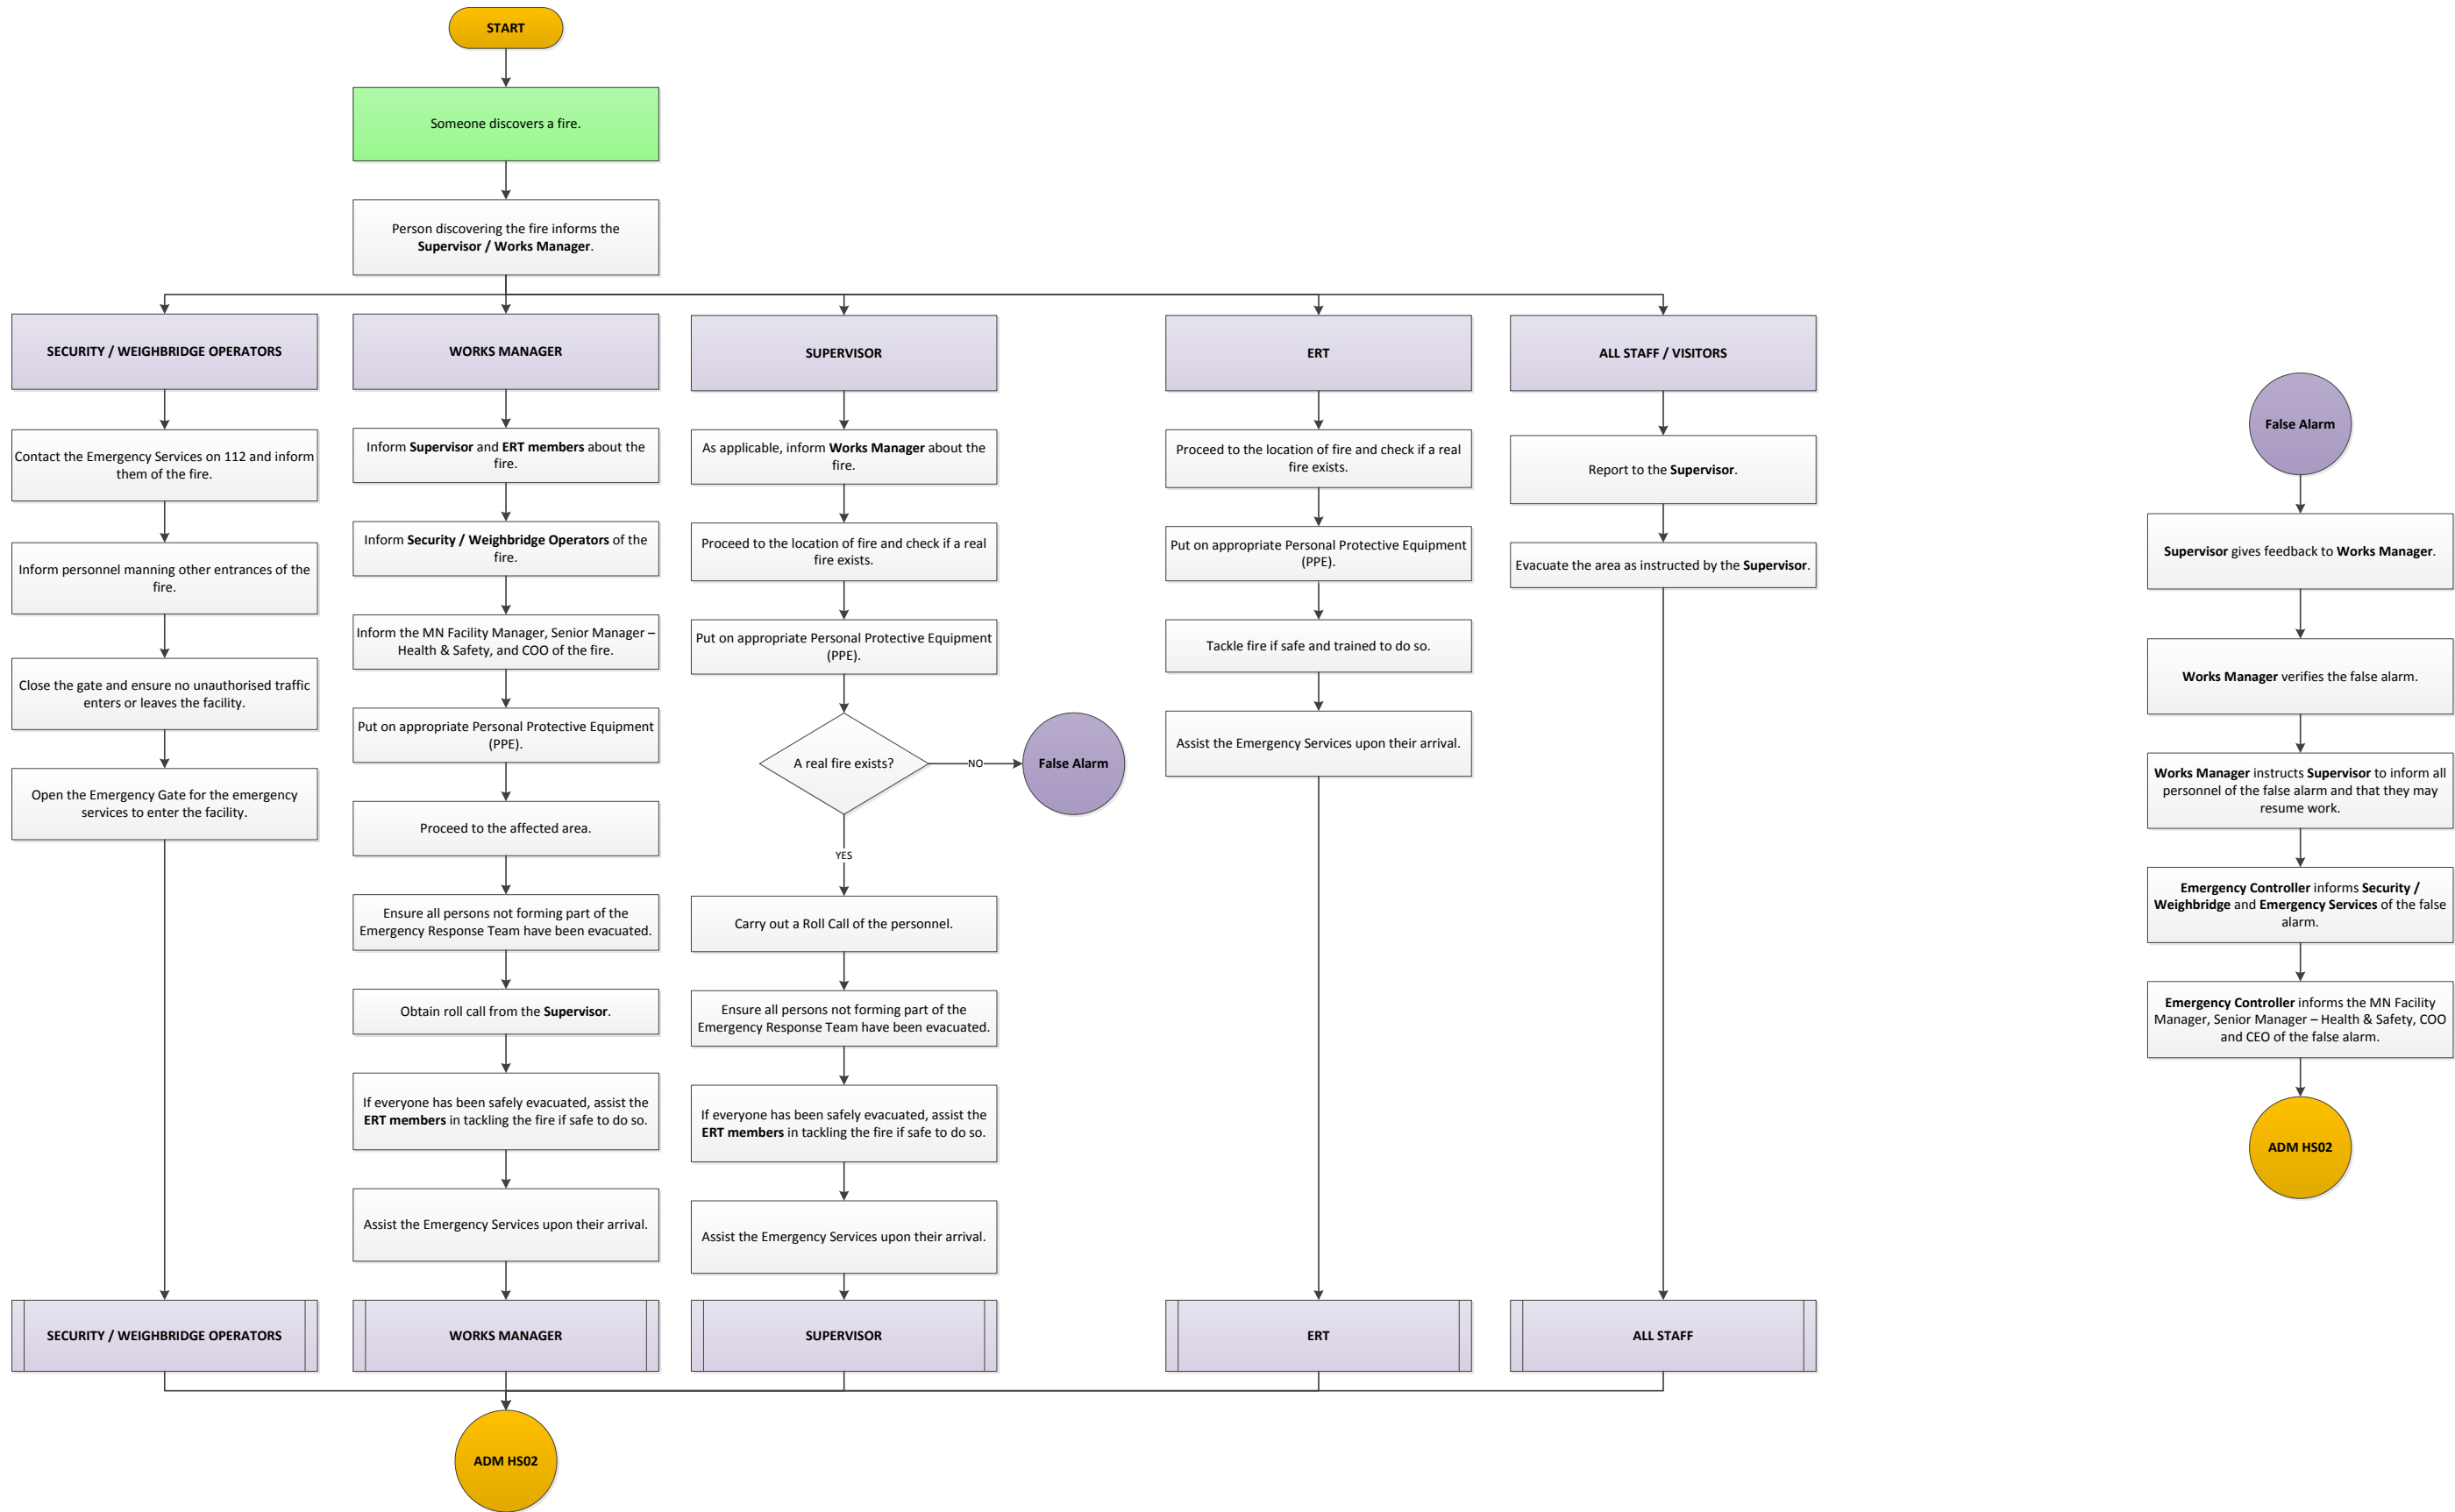 START
Someone discovers a fire.
Person discovering the fire informs the
Supervisor / Works Manager.
SECURITY / WEIGHBRIDGE OPERATORS
Contact the Emergency Services on 112 and inform
them of the fire.
Inform personnel manning other entrances of the
fire.
Close the gate and ensure no unauthorised traffic
enters or leaves the facility.
Open the Emergency Gate for the emergency
services to enter the facility.
SECURITY / WEIGHBRIDGE OPERATORS
WORKS MANAGER
Inform Supervisor and ERT members about the
fire.
Inform Security / Weighbridge Operators of the
fire.
Inform the MN Facility Manager, Senior Manager –
Health & Safety, and COO of the fire.
Put on appropriate Personal Protective Equipment
(PPE).
Proceed to the affected area.
Ensure all persons not forming part of the
Emergency Response Team have been evacuated.
Obtain roll call from the Supervisor.
If everyone has been safely evacuated, assist the
ERT members in tackling the fire if safe to do so.
Assist the Emergency Services upon their arrival.
WORKS MANAGER
SUPERVISOR
As applicable, inform Works Manager about the
fire.
Proceed to the location of fire and check if a real
fire exists.
Put on appropriate Personal Protective Equipment
(PPE).
A real fire exists?
NO
False Alarm
YES
Carry out a Roll Call of the personnel.
Ensure all persons not forming part of the
Emergency Response Team have been evacuated.
If everyone has been safely evacuated, assist the
ERT members in tackling the fire if safe to do so.
Assist the Emergency Services upon their arrival.
SUPERVISOR
ERT
Proceed to the location of fire and check if a real
fire exists.
Put on appropriate Personal Protective Equipment
(PPE).
Tackle fire if safe and trained to do so.
Assist the Emergency Services upon their arrival.
ERT
ALL STAFF / VISITORS
Report to the Supervisor.
Evacuate the area as instructed by the Supervisor.
ALL STAFF
ADM HS02
False Alarm
Supervisor gives feedback to Works Manager.
Works Manager verifies the false alarm.
Works Manager instructs Supervisor to inform all
personnel of the false alarm and that they may
resume work.
Emergency Controller informs Security /
Weighbridge and Emergency Services of the false
alarm.
Emergency Controller informs the MN Facility
Manager, Senior Manager – Health & Safety, COO
and CEO of the false alarm.
ADM HS02